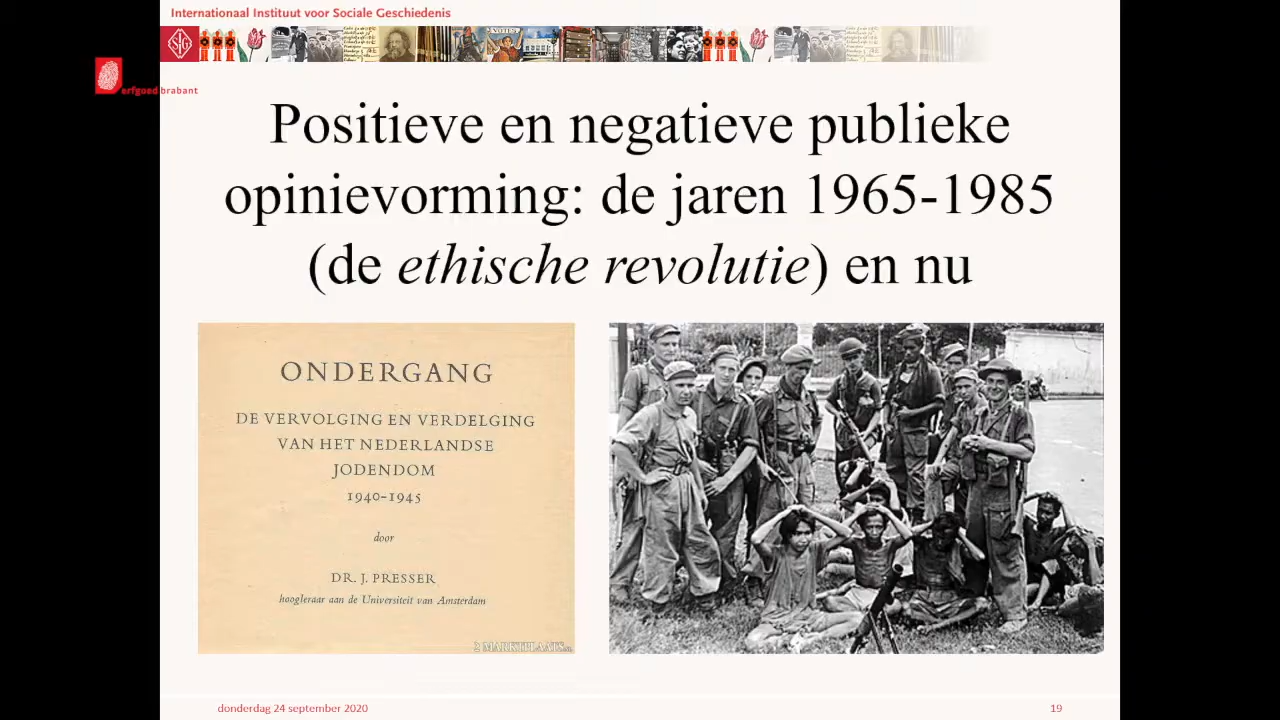 Internationaal Instituut voor Sociale Geschiedenis
erfgoed brabant
Positieve en negatieve publieke
opinievorming: de jaren 1965-1985
(de ethische revolutie) en nu
ONDERGANG
DE VERVOLGING EN VERDELGING
VAN HET NEDERLANDSE
JODENDOM
1940-1945
door
DR. J. PRESSER
hoogleraar aan de Universiteit van Amsterdam
donderdag 24 september 2020
19